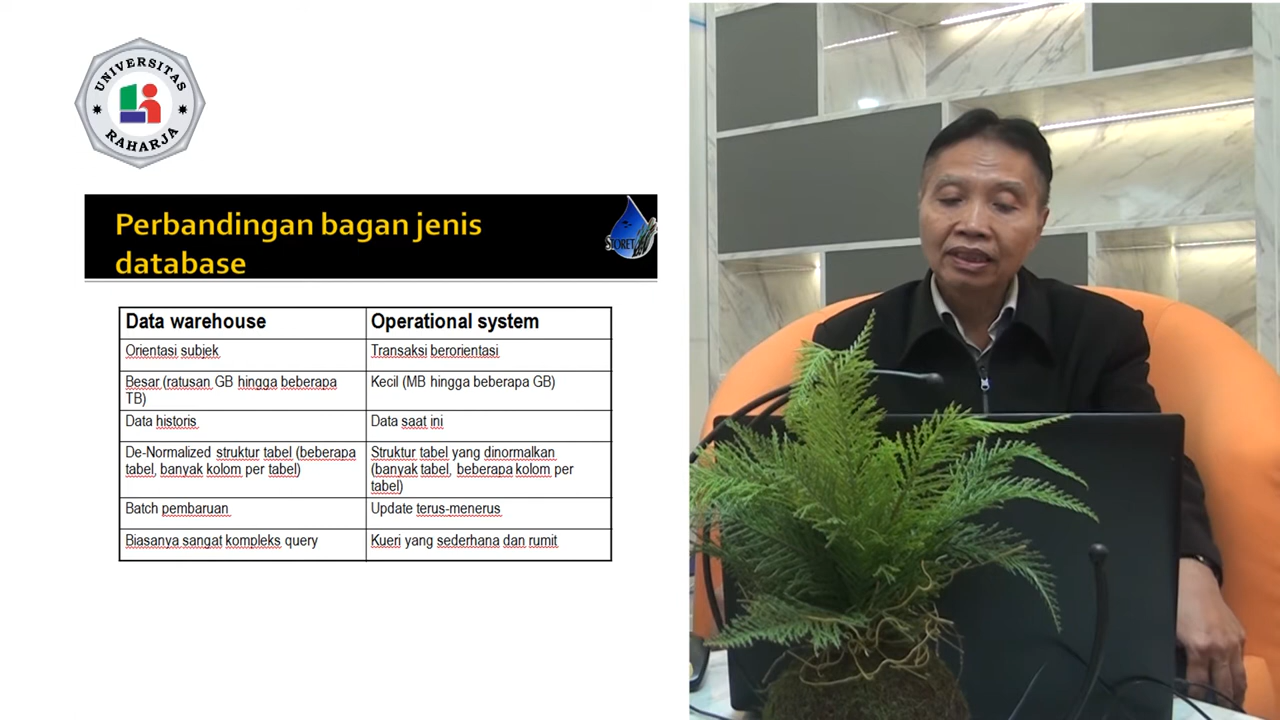 UNIVERSITAS
RAHARJA
Perbandingan bagan jenis
database
STORET
Data warehouse
Operational system
Orientasi subjek
Transaksi berorientasi
Besar (ratusan GB hingga beberapa
TB)
Kecil (MB hingga beberapa GB)
Data historis
Data saat ini
De-Normalized struktur tabel (beberapa
tabel, banyak kolom per tabel)
Struktur tabel yang dinormalkan
(banyak tabel, beberapa kolom per
tabel)
Batch pembaruan
Update terus-menerus
Biasanya sangat kompleks query
Kueri yang sederhana dan rumit